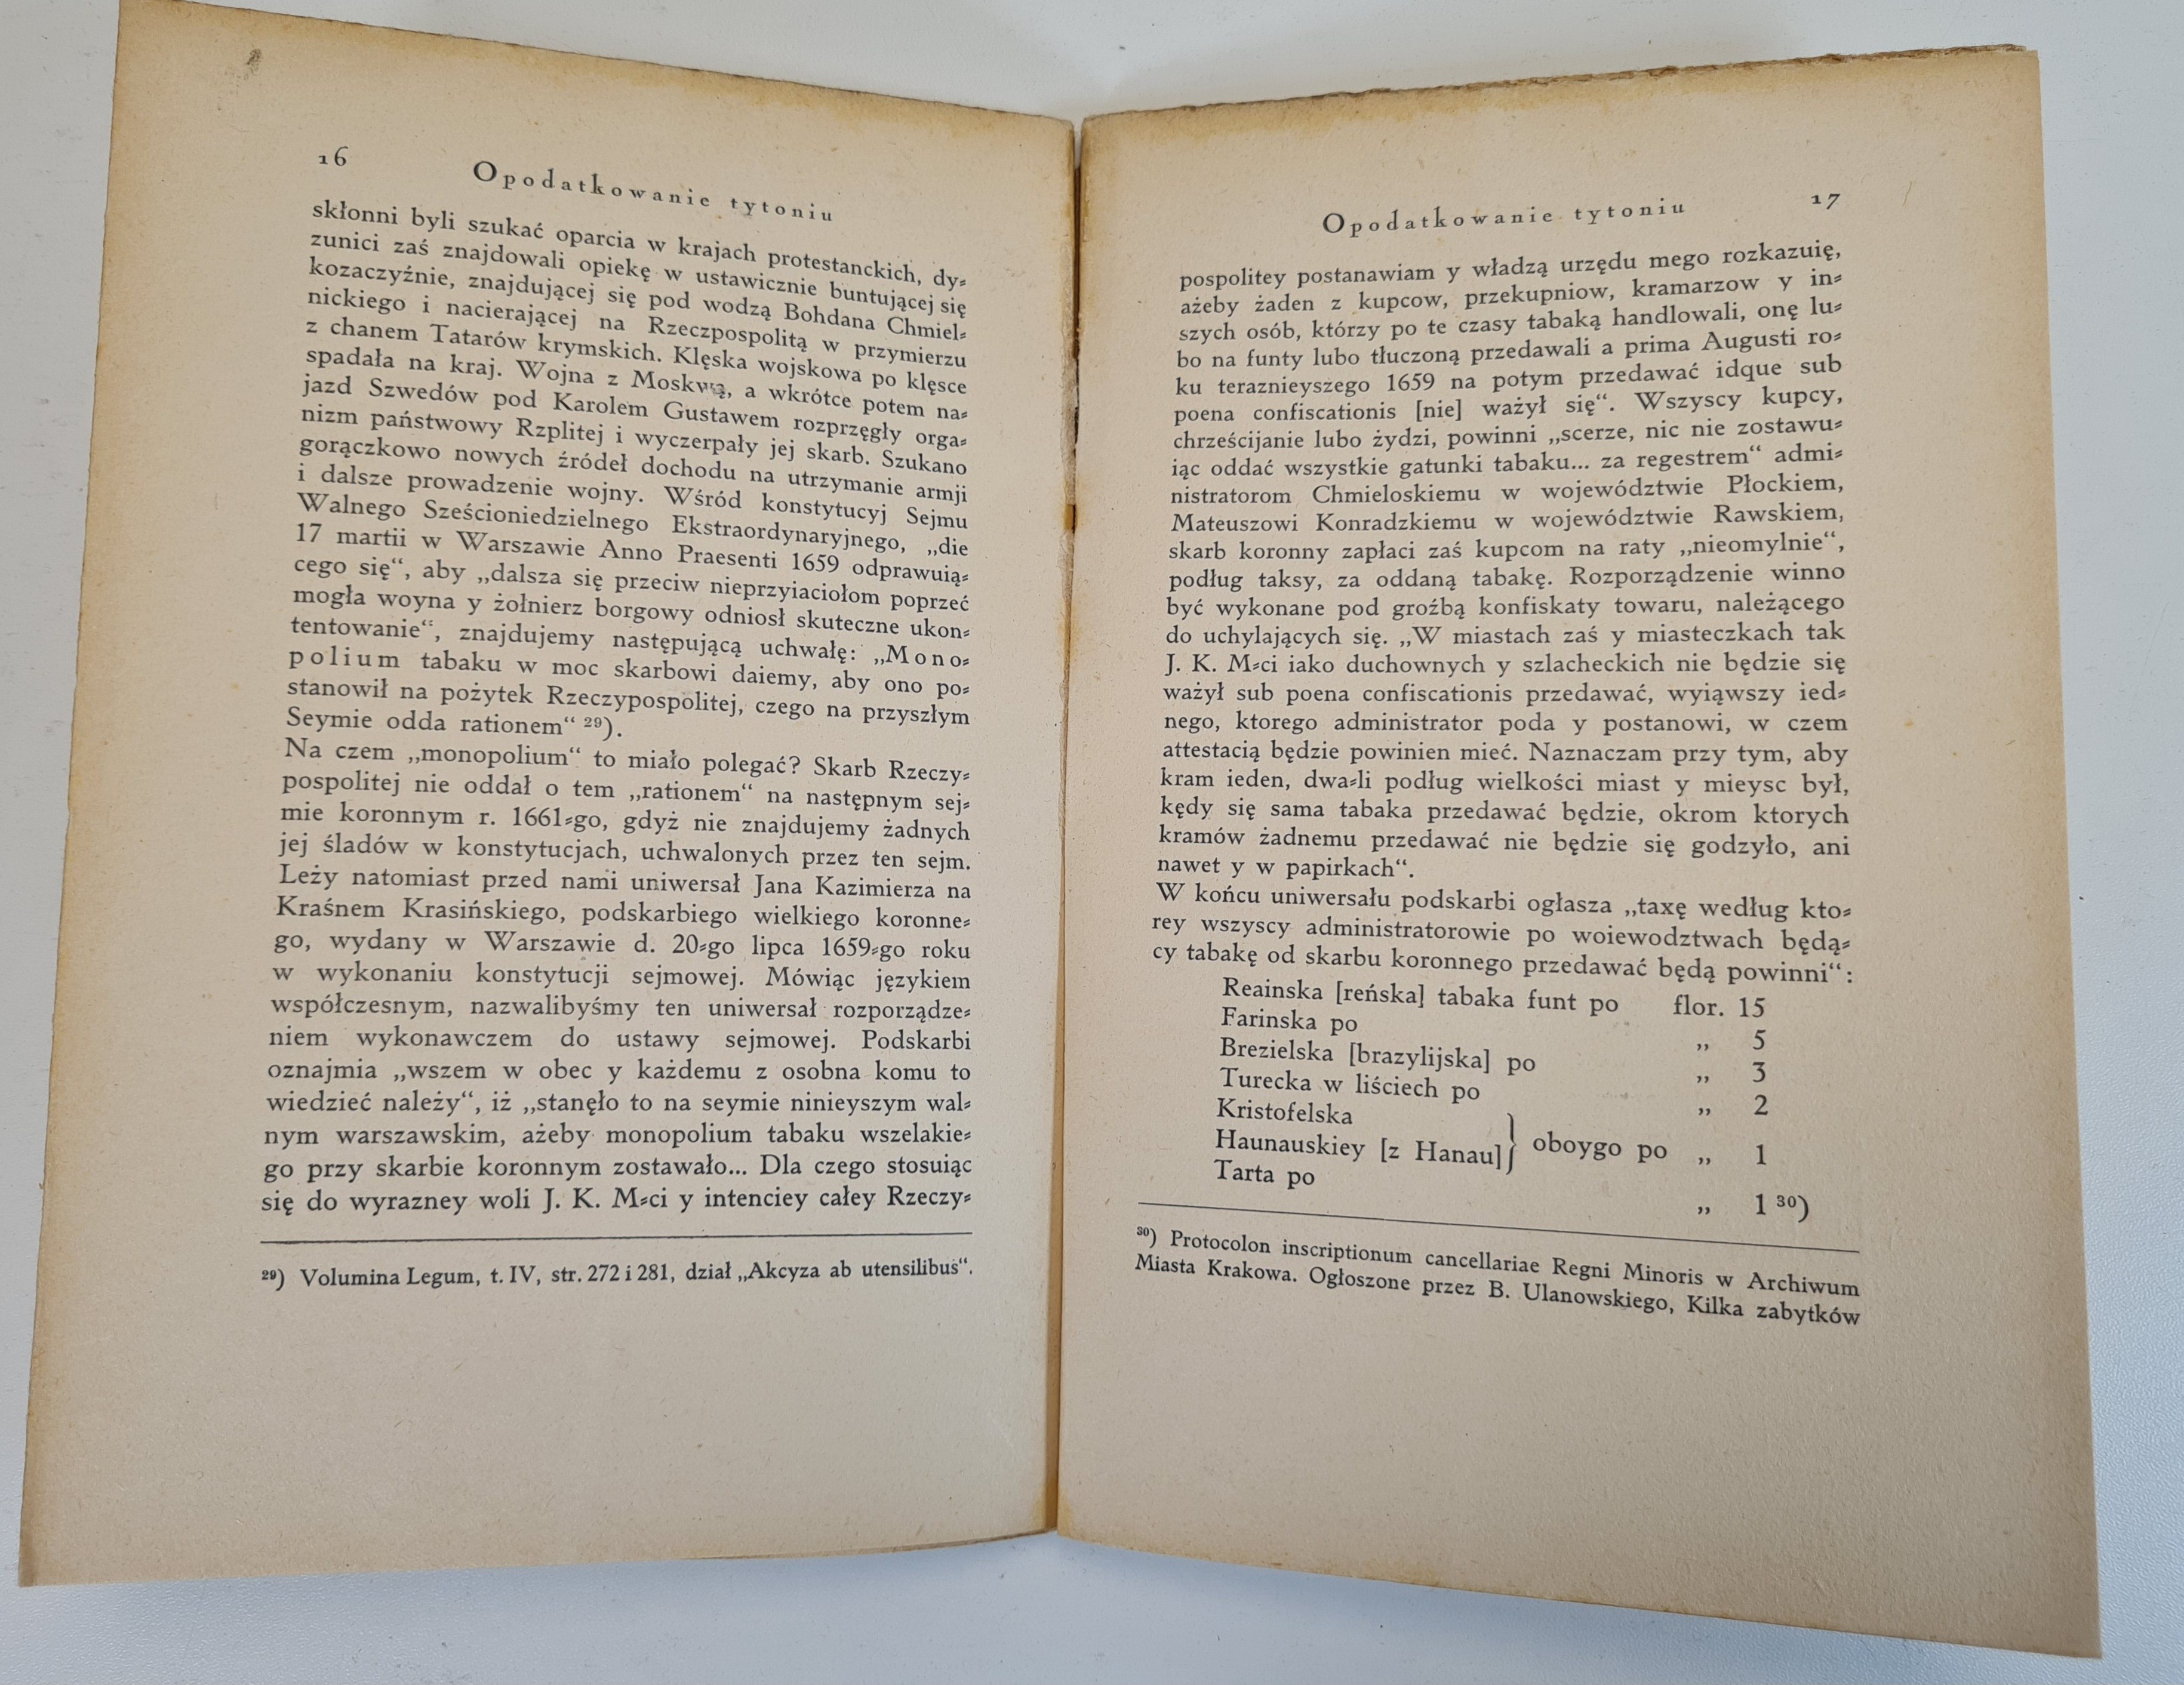 16
Opodatkowanie tytoniu
skłonni byli szukać oparcia w krajach protestanckich, dy-
zunici zaś znajdowali opiekę w ustawicznie buntującej się
kozaczyźnie, znajdującej się pod wodzą Bohdana Chmiel-
nickiego i nacierającej na Rzeczpospolitą w przymierzu
z chanem Tatarów krymskich. Klęska wojskowa po klęsce
spadała na kraj. Wojna z Moskwą, a wkrótce potem na-
jazd Szwedów pod Karolem Gustawem rozprzęgły orga-
nizm państwowy Rzplitej i wyczerpały jej skarb. Szukano
gorączkowo nowych źródeł dochodu na utrzymanie armji
i dalsze prowadzenie wojny. Wśród konstytucyj Sejmu
Walnego Sześcioniedzielnego Ekstraordynaryjnego, „die
17 martii w Warszawie Anno Praesenti 1659 odprawuią-
cego się“, aby „dalsza się przeciw nieprzyiaciołom poprzeć
mogła woyna y żołnierz borgowy odniosł skuteczne ukon-
tentowanie“, znajdujemy następującą uchwałę: „Mono-
polium tabaku w moc skarbowi daiemy, aby ono po-
stanowił na pożytek Rzeczypospolitej, czego na przyszłym
Seymie odda rationem“ 29).
Na czem „monopolium“ to miało polegać? Skarb Rzeczy-
pospolitej nie oddał o tem „rationem“ na następnym sej-
mie koronnym r. 1661-go, gdyż nie znajdujemy żadnych
jej śladów w konstytucjach, uchwalonych przez ten sejm.
Leży natomiast przed nami uniwersał Jana Kazimierza na
Kraśnem Krasińskiego, podskarbiego wielkiego koronne-
go, wydany w Warszawie d. 20-go lipca 1659-go roku
w wykonaniu konstytucji sejmowej. Mówiąc językiem
współczesnym, nazwalibyśmy ten uniwersał rozporządze-
niem wykonawczem do ustawy sejmowej. Podskarbi
oznajmia „wszem w obec y każdemu z osobna komu to
wiedzieć należy“, iż „stanęło to na seymie ninieyszym wal-
nym warszawskim, ażeby monopolium tabaku wszelakie-
go przy skarbie koronnym zostawało... Dla czego stosuiąc
się do wyrazney woli J. K. M-ci y intenciey całey Rzeczy-
29) Volumina Legum, t. IV, str. 272 i 281, dział „Akcyza ab utensilibus“.
Opodatkowanie tytoniu
17
pospolitey postanawiam y władzą urzędu mego rozkazuię,
ażeby żaden z kupcow, przekupniow, kramarzow y in-
szych osób, którzy po te czasy tabaką handlowali, onę lu-
bo na funty lubo tłuczoną przedawali a prima Augusti ro-
ku teraznieyszego 1659 na potym przedawać idque sub
poena confiscationis [nie] ważył się“. Wszyscy kupcy,
chrześcijanie lubo żydzi, powinni „scerze, nic nie zostawu-
iąc oddać wszystkie gatunki tabaku... za regestrem“ admi-
nistratorom Chmieloskiemu w województwie Płockiem,
Mateuszowi Konradzkiemu w województwie Rawskiem,
skarb koronny zapłaci zaś kupcom na raty „nieomylnie“,
podług taksy, za oddaną tabakę. Rozporządzenie winno
być wykonane pod groźbą konfiskaty towaru, należącego
do uchylających się. „W miastach zaś y miasteczkach tak
J. K. M-ci iako duchownych y szlacheckich nie będzie się
ważył sub poena confiscationis przedawać, wyiąwszy ied-
nego, ktorego administrator poda y postanowi, w czem
attestacią będzie powinien mieć. Naznaczam przy tym, aby
kram ieden, dwa-li podług wielkości miast y mieysc był,
kędy się sama tabaka przedawać będzie, okrom ktorych
kramów żadnemu przedawać nie będzie się godzyło, ani
nawet y w papirkach“.
W końcu uniwersału podskarbi ogłasza „taxę według kto-
rey wszyscy administratorowie po woiewodztwach będą-
cy tabakę od skarbu koronnego przedawać będą powinni“:
Reainska [reńska] tabaka funt po flor. 15
Farinska po „ 5
Brezielska [brazylijska] po „ 3
Turecka w liściech po „ 2
Kristofelska
Haunauskiey [z Hanau] } oboygo po „ 1
Tarta po „ 1 30)
30) Protocolon inscriptionum cancellariae Regni Minoris w Archiwum
Miasta Krakowa. Ogłoszone przez B. Ulanowskiego, Kilka zabytków